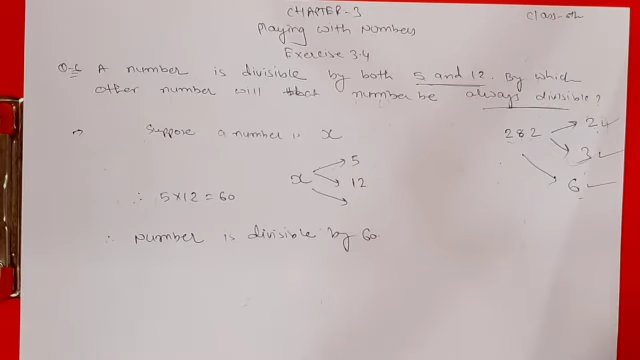 CHAPTER-3
Class-6th
Playing with Numbers
Exercise 3.4
Q-6 A number is divisible by both 5 and 12. By which
other number will that number be always divisible?
→ Suppose a number is x
x
5
12
∴ 5×12=60
∴ Number is divisible by 60.
282
24
3
6